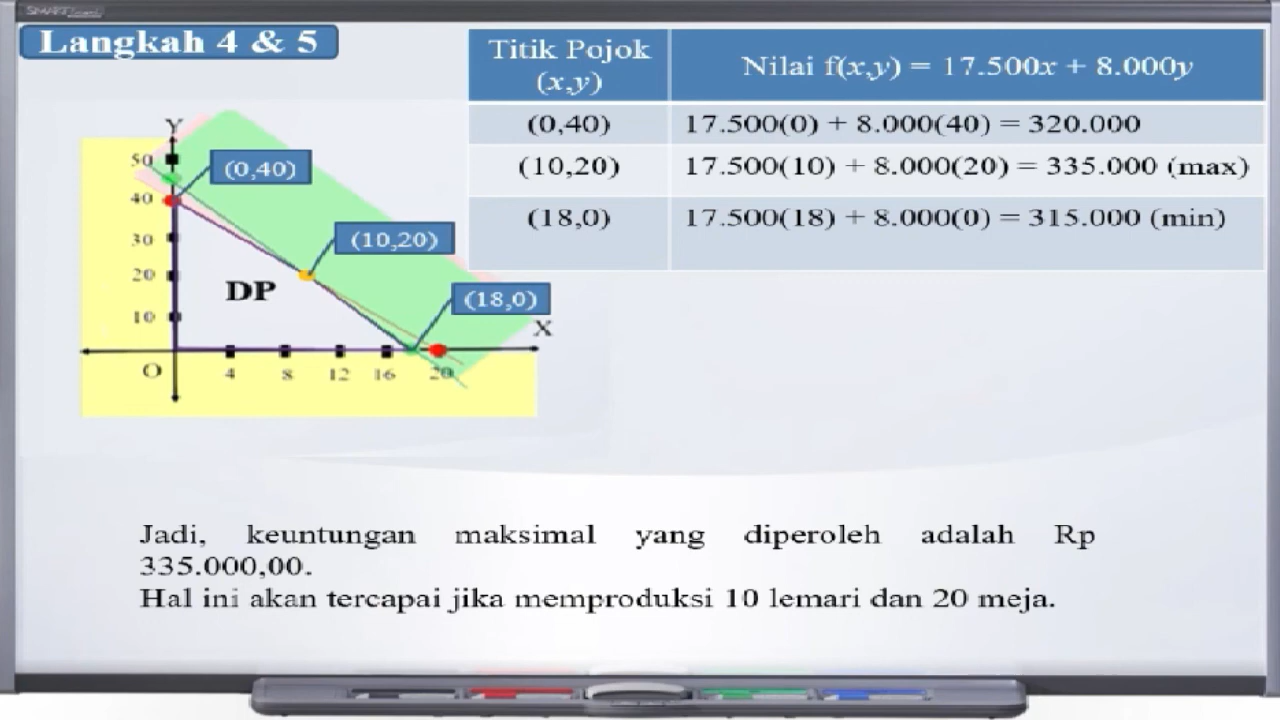 SMART
Langkah 4 & 5
Titik Pojok
(x,y)
Nilai f(x,y) = 17.500x + 8.000y
(0,40)
17.500(0) + 8.000(40) = 320.000
(10,20)
17.500(10) + 8.000(20) = 335.000 (max)
(18,0)
17.500(18) + 8.000(0) = 315.000 (min)
Y
50
40
30
20
10
(0,40)
(10,20)
(18,0)
DP
X
O
4 8 12 16 20
Jadi, keuntungan maksimal yang diperoleh adalah Rp
335.000,00.
Hal ini akan tercapai jika memproduksi 10 lemari dan 20 meja.